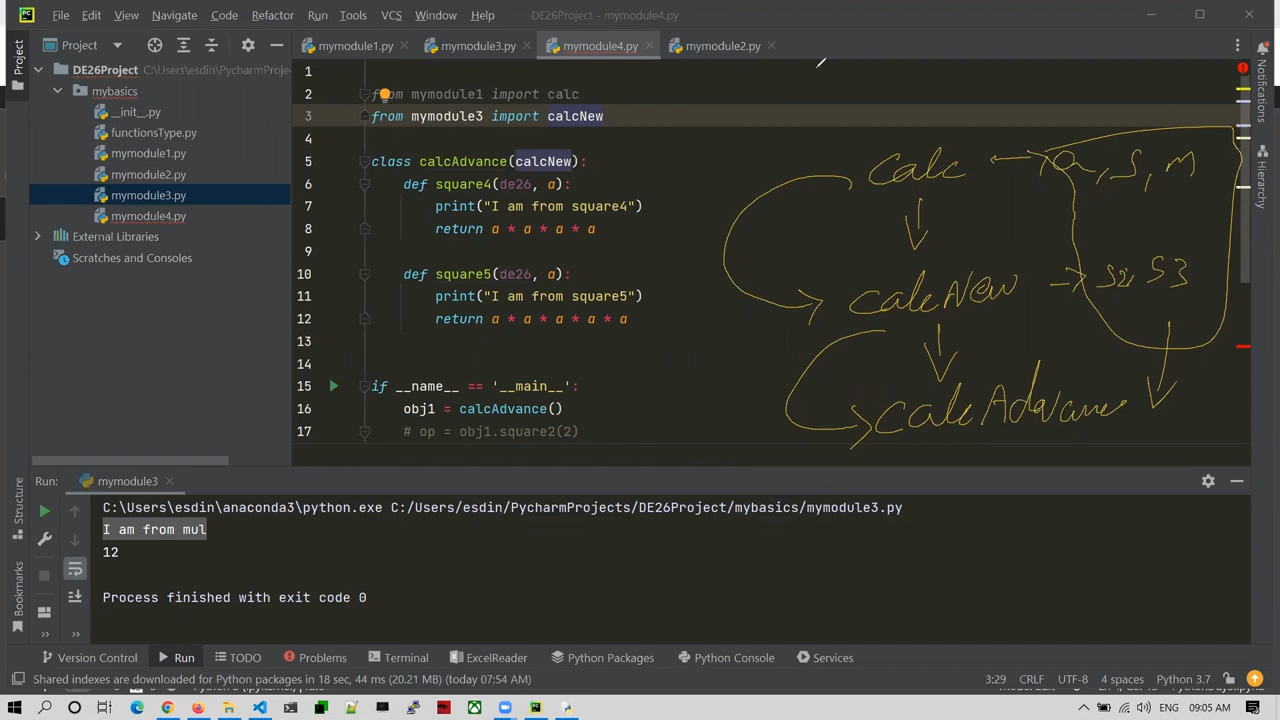 File Edit View Navigate Code Refactor Run Tools VCS Window Help DE26Project - mymodule4.py
Project mymodule1.py mymodule3.py mymodule4.py mymodule2.py
DE26Project C:\Users\esdin\PycharmProjec
mybasics
__init__.py
functionsType.py
mymodule1.py
mymodule2.py
mymodule3.py
mymodule4.py
External Libraries
Scratches and Consoles
Project
Structure
Bookmarks
Notifications
Hierarchy
1
2 from mymodule1 import calc
3 from mymodule3 import calcNew
4
5 class calcAdvance(calcNew):
6 def square4(de26, a):
7 print("I am from square4")
8 return a * a * a * a
9
10 def square5(de26, a):
11 print("I am from square5")
12 return a * a * a * a * a
13
14
15 if __name__ == '__main__':
16 obj1 = calcAdvance()
17 # op = obj1.square2(2)
Calc a, S, M
calcNew S2, S3
calcAdvance
Run: mymodule3
C:\Users\esdin\anaconda3\python.exe C:/Users/esdin/PycharmProjects/DE26Project/mybasics/mymodule3.py
I am from mul
12
Process finished with exit code 0
Version Control Run TODO Problems Terminal ExcelReader Python Packages Python Console Services
Shared indexes are downloaded for Python packages in 18 sec, 44 ms (20.21 MB) (today 07:54 AM) 3:29 CRLF UTF-8 4 spaces Python 3.7
ENG 09:05 AM